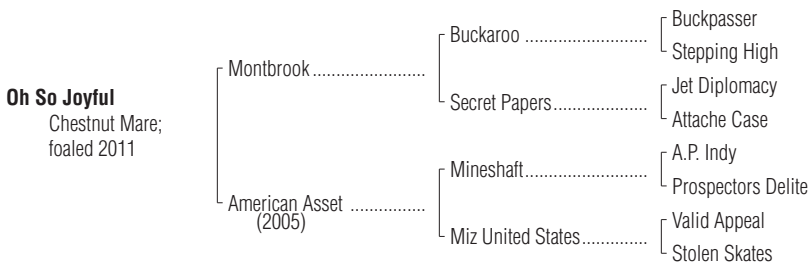 Oh So Joyful
Chestnut Mare;
foaled 2011
Montbrook ........................
American Asset ................
(2005)
Buckaroo ..........................
Secret Papers....................
Mineshaft..........................
Miz United States..............
Buckpasser
Stepping High
Jet Diplomacy
Attache Case
A.P. Indy
Prospectors Delite
Valid Appeal
Stolen Skates